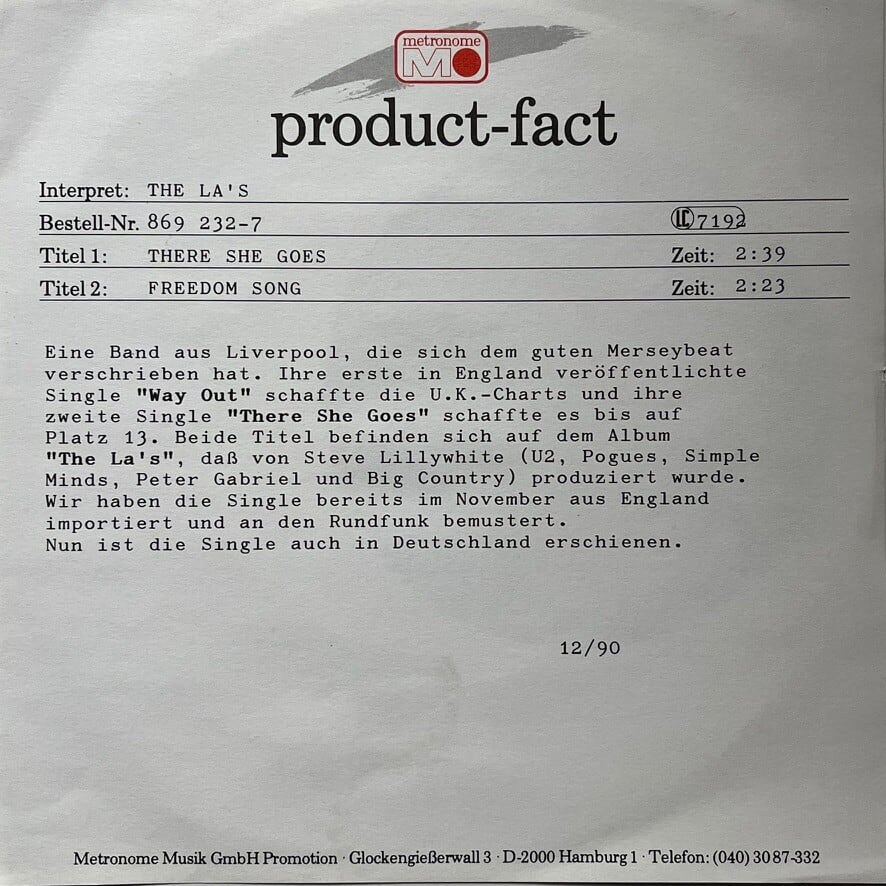 metronome
M
product-fact
Interpret: THE LA'S
Bestell-Nr. 869 232-7 LC 7192
Titel 1: THERE SHE GOES Zeit: 2:39
Titel 2: FREEDOM SONG Zeit: 2:23
Eine Band aus Liverpool, die sich dem guten Merseybeat
verschrieben hat. Ihre erste in England veröffentlichte
Single "Way Out" schaffte die U.K.-Charts und ihre
zweite Single "There She Goes" schaffte es bis auf
Platz 13. Beide Titel befinden sich auf dem Album
"The La's", daß von Steve Lillywhite (U2, Pogues, Simple
Minds, Peter Gabriel und Big Country) produziert wurde.
Wir haben die Single bereits im November aus England
importiert und an den Rundfunk bemustert.
Nun ist die Single auch in Deutschland erschienen.
12/90
Metronome Musik GmbH Promotion · Glockengießerwall 3 · D-2000 Hamburg 1 · Telefon: (040) 30 87-332